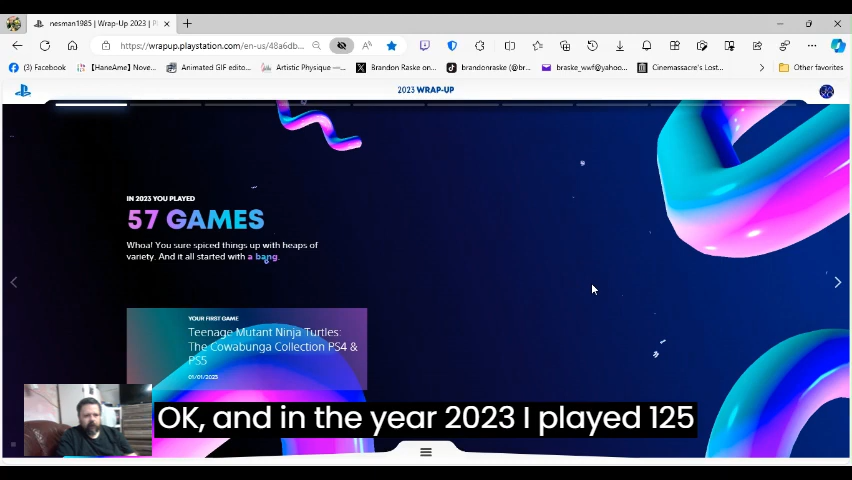 nesman1985 | Wrap-Up 2023 | Pl
https://wrapup.playstation.com/en-us/48a6db...
(3) Facebook
【HaneAme】 Nove...
Animated GIF edito...
Artistic Physique —...
Brandon Raske on...
brandonraske (@br...
braske_wwf@yahoo...
Cinemassacre's Lost...
Other favorites
2023 WRAP-UP
IN 2023 YOU PLAYED
57 GAMES
Whoa! You sure spiced things up with heaps of
variety. And it all started with a bang.
YOUR FIRST GAME
Teenage Mutant Ninja Turtles:
The Cowabunga Collection PS4 &
PS5
01/01/2023
OK, and in the year 2023 I played 125